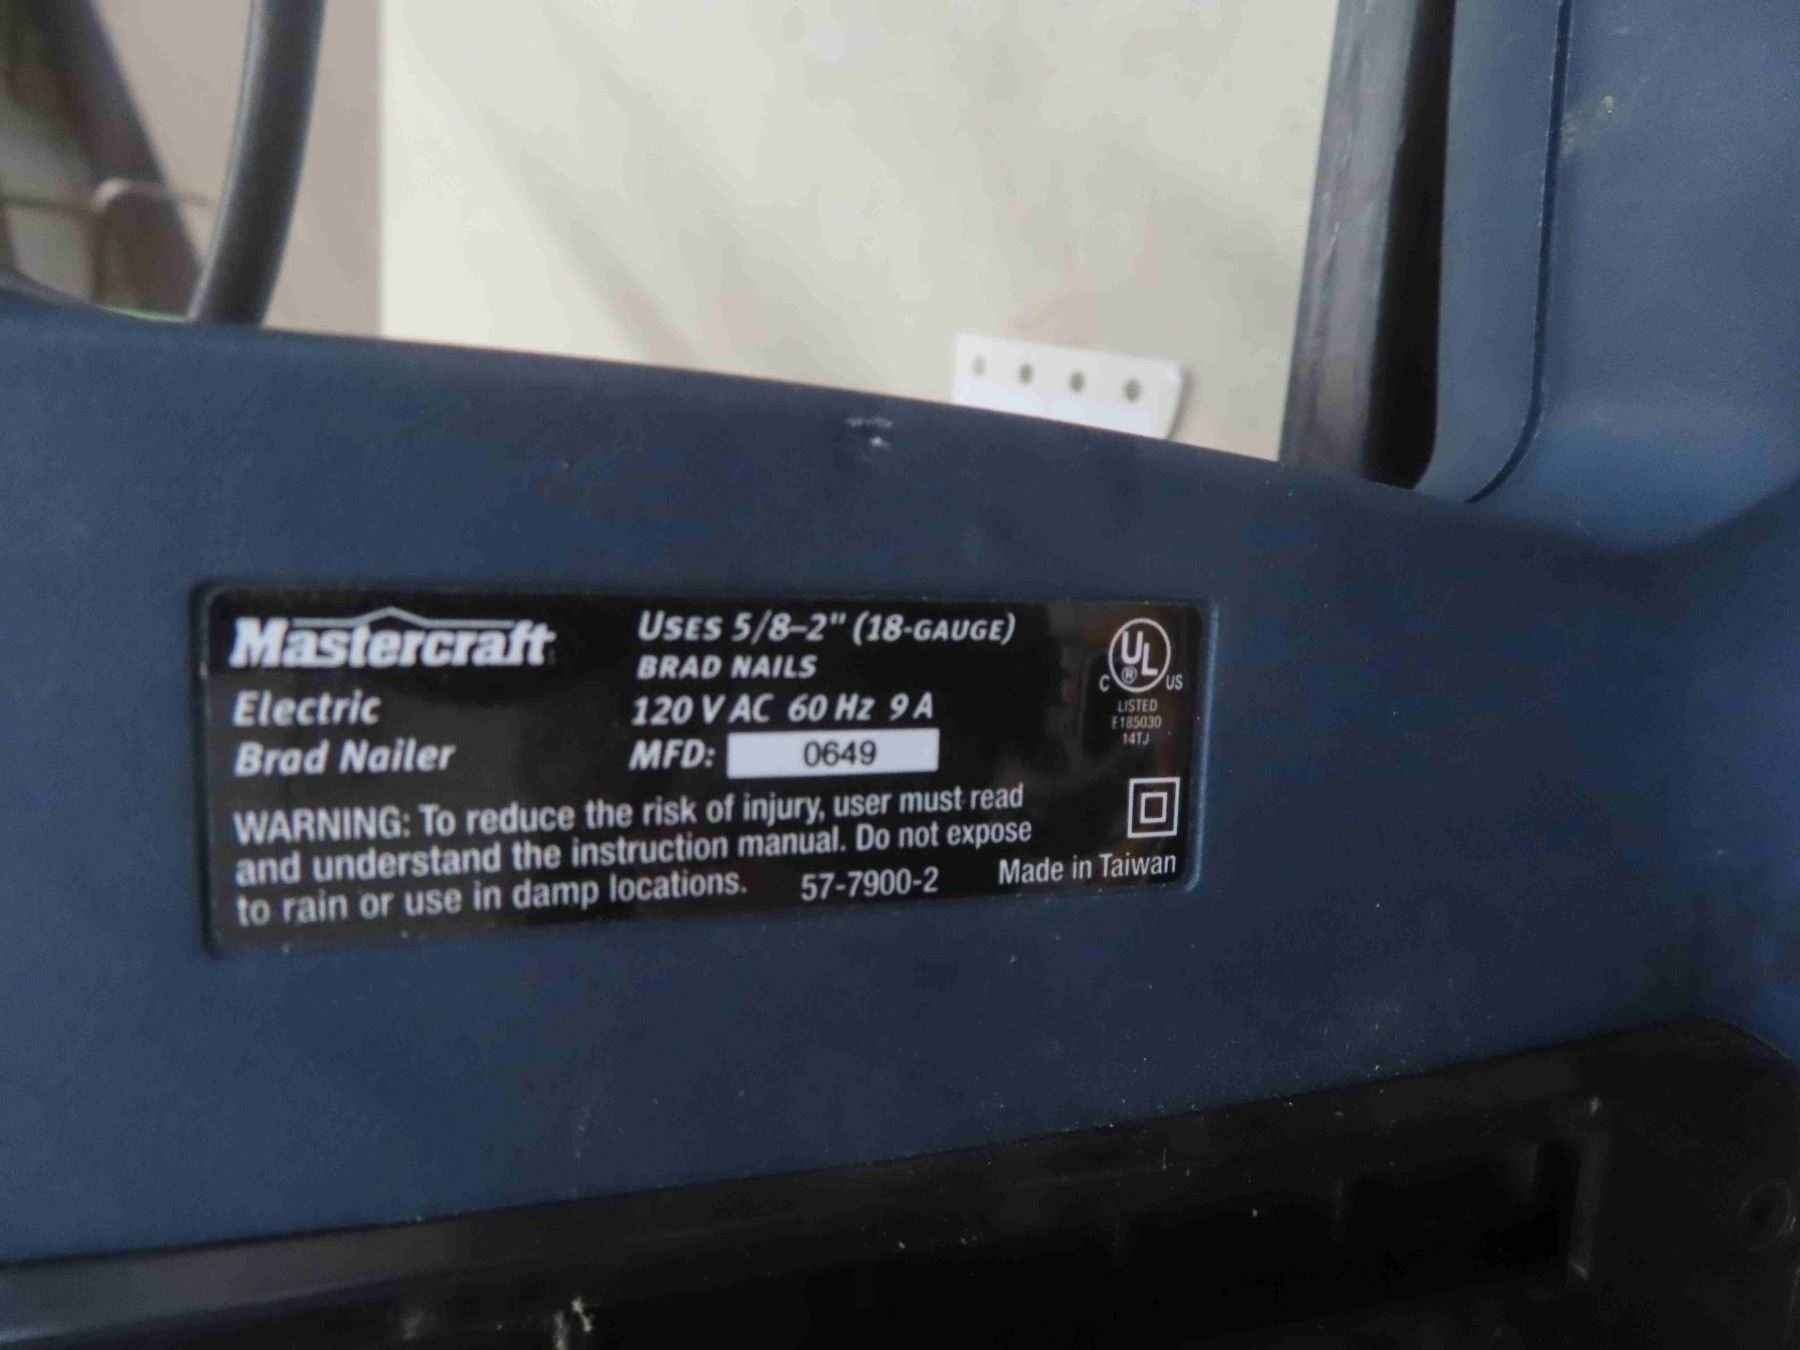 Mastercraft
Electric
Brad Nailer
USES 5/8–2" (18-GAUGE)
BRAD NAILS
120 V AC 60 Hz 9 A
MFD: 0649
C UL ® US
LISTED
E185030
14TJ
WARNING: To reduce the risk of injury, user must read
and understand the instruction manual. Do not expose
to rain or use in damp locations. 57-7900-2 Made in Taiwan